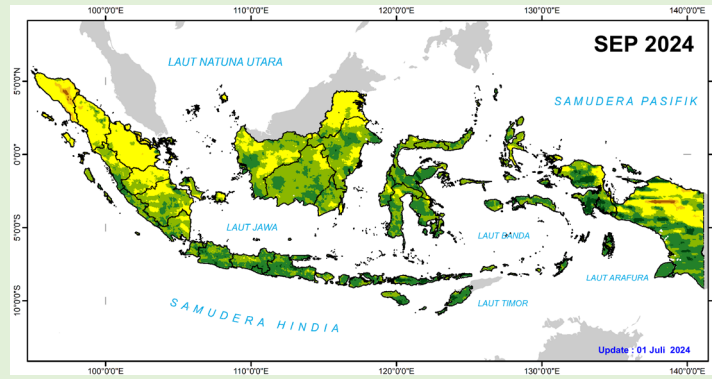 100°0'0"E 110°0'0"E 120°0'0"E 130°0'0"E 140°0'0"E
SEP 2024
LAUT NATUNA UTARA
5°0'0"N
SAMUDERA PASIFIK
0°0'0"
LAUT JAWA
LAUT BANDA
5°0'0"S
LAUT ARAFURA
10°0'0"S
SAMUDERA HINDIA
LAUT TIMOR
Update : 01 Juli 2024
100°0'0"E 110°0'0"E 120°0'0"E 130°0'0"E 140°0'0"E